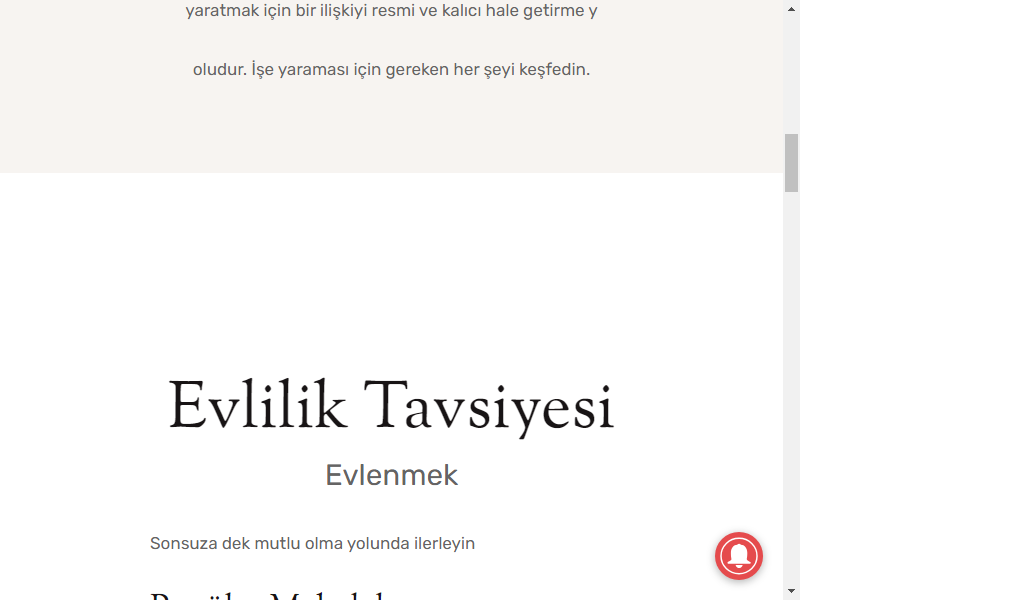 yaratmak için bir ilişkiyi resmi ve kalıcı hale getirme y
oludur. İşe yaraması için gereken her şeyi keşfedin.
Evlilik Tavsiyesi
Evlenmek
Sonsuza dek mutlu olma yolunda ilerleyin